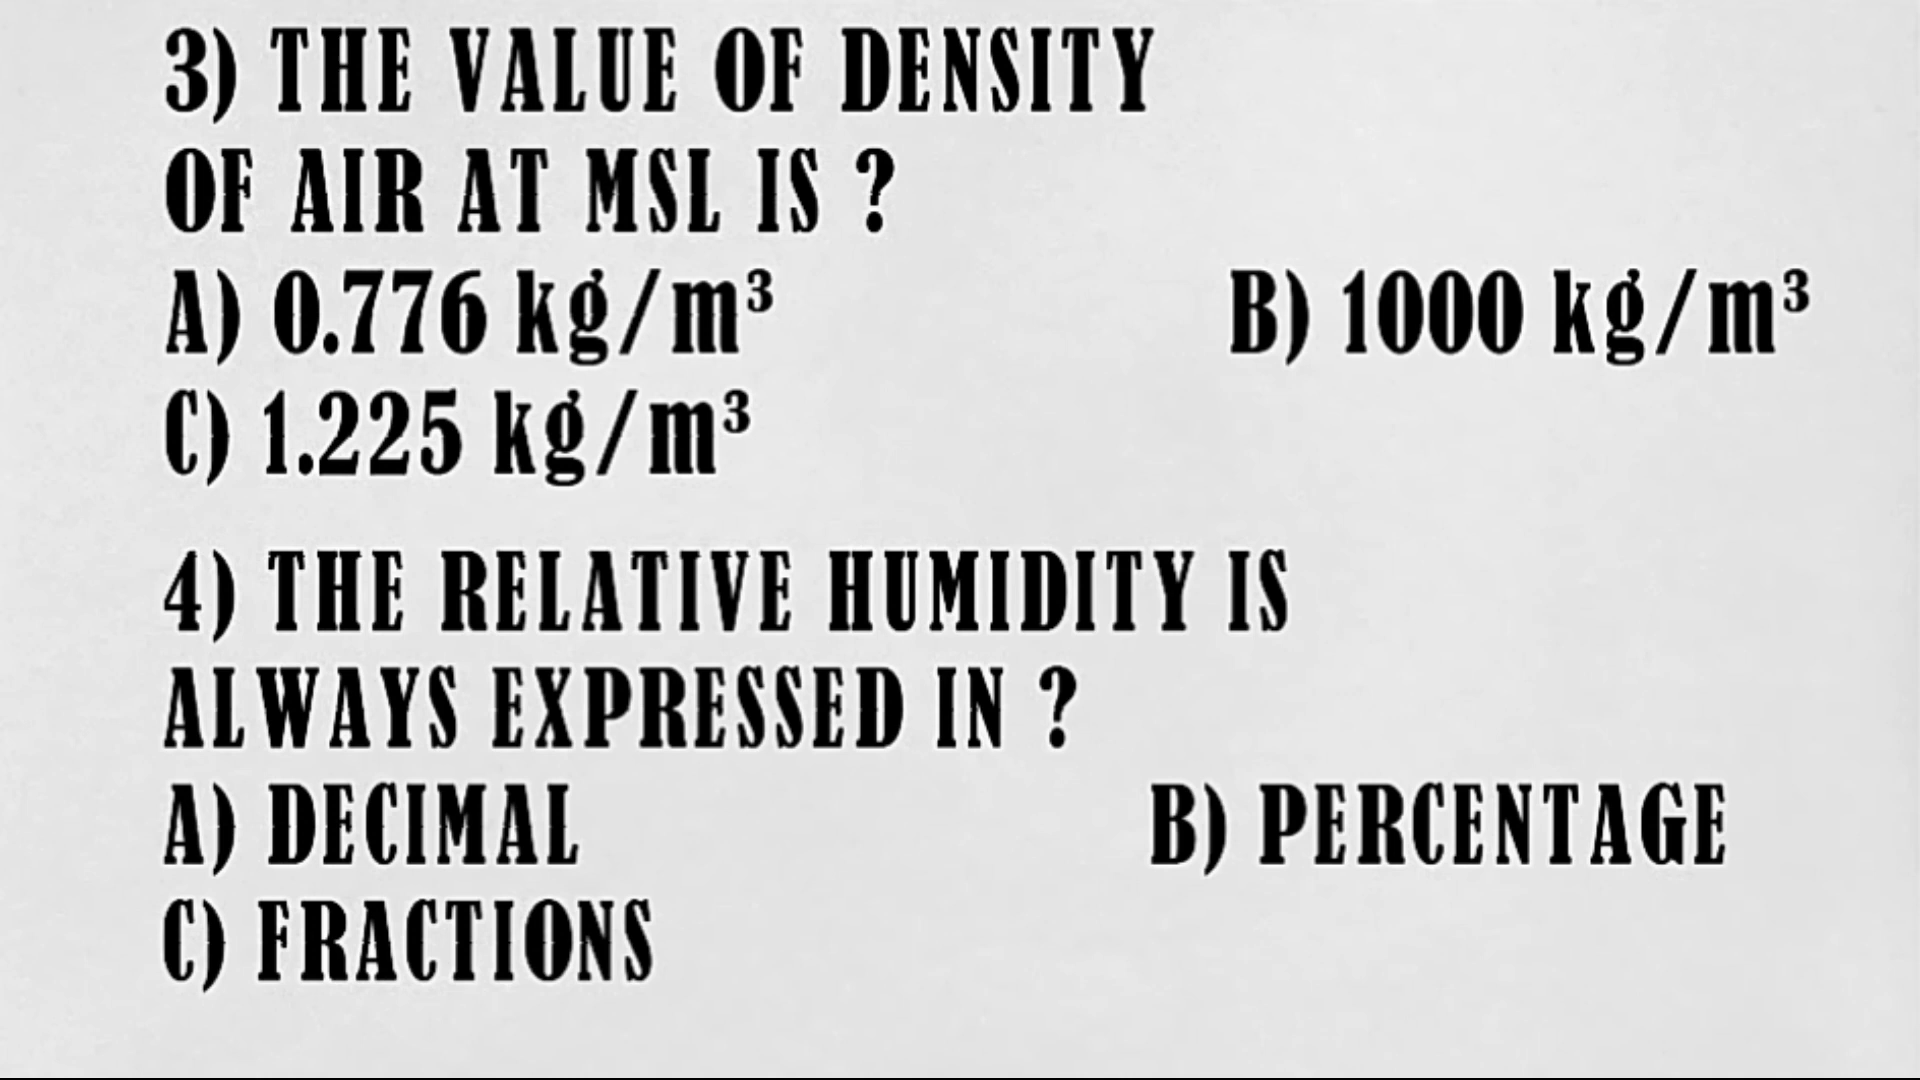 3) THE VALUE OF DENSITY
OF AIR AT MSL IS ?
A) 0.776 kg/m³ B) 1000 kg/m³
C) 1.225 kg/m³
4) THE RELATIVE HUMIDITY IS
ALWAYS EXPRESSED IN ?
A) DECIMAL B) PERCENTAGE
C) FRACTIONS